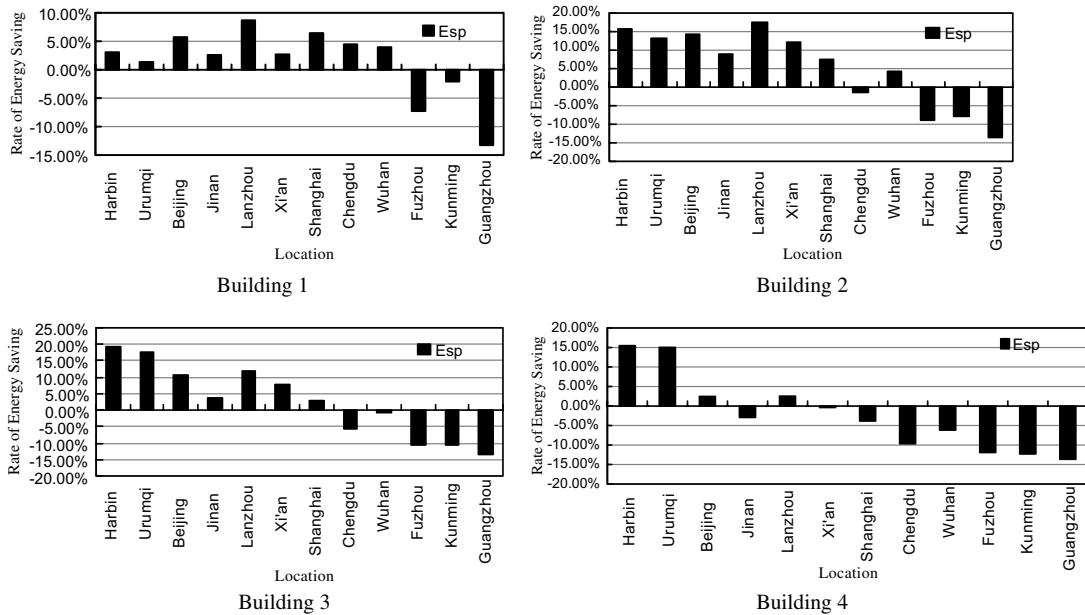 Rate of Energy Saving
10.00%
5.00%
0.00%
-5.00%
-10.00%
-15.00%
Esp
Harbin
Urumqi
Beijing
Jinan
Lanzhou
Xi'an
Shanghai
Chengdu
Wuhan
Fuzhou
Kunming
Guangzhou
Location
Building 1
Rate of Energy Saving
20.00%
15.00%
10.00%
5.00%
0.00%
-5.00%
-10.00%
-15.00%
-20.00%
Esp
Harbin
Urumqi
Beijing
Jinan
Lanzhou
Xi'an
Shanghai
Chengdu
Wuhan
Fuzhou
Kunming
Guangzhou
Location
Building 2
Rate of Energy Saving
25.00%
20.00%
15.00%
10.00%
5.00%
0.00%
-5.00%
-10.00%
-15.00%
-20.00%
Esp
Harbin
Urumqi
Beijing
Jinan
Lanzhou
Xi'an
Shanghai
Chengdu
Wuhan
Fuzhou
Kunming
Guangzhou
Location
Building 3
Rate of Energy Saving
20.00%
15.00%
10.00%
5.00%
0.00%
-5.00%
-10.00%
-15.00%
-20.00%
Esp
Harbin
Urumqi
Beijing
Jinan
Lanzhou
Xi'an
Shanghai
Chengdu
Wuhan
Fuzhou
Kunming
Guangzhou
Location
Building 4